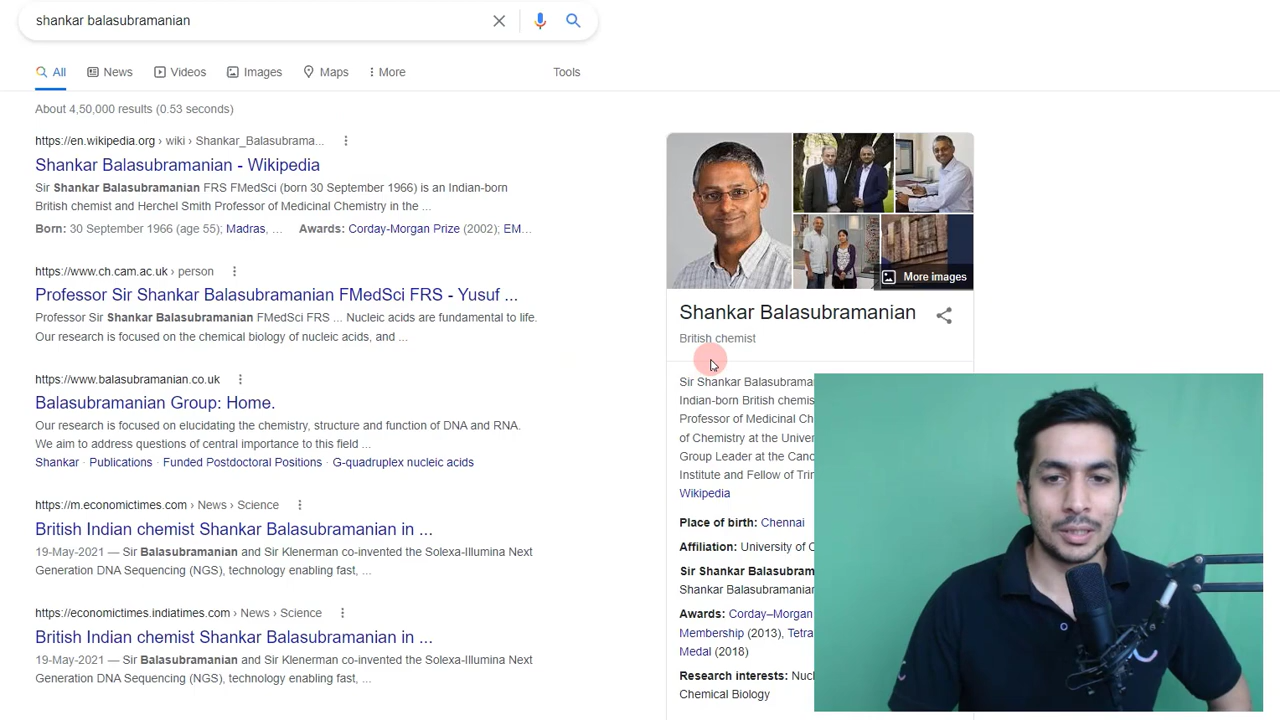 shankar balasubramanian
All News Videos Images Maps More Tools
About 4,50,000 results (0.53 seconds)
https://en.wikipedia.org › wiki › Shankar_Balasubrama...
Shankar Balasubramanian - Wikipedia
Sir Shankar Balasubramanian FRS FMedSci (born 30 September 1966) is an Indian-born
British chemist and Herchel Smith Professor of Medicinal Chemistry in the ...
Born: 30 September 1966 (age 55); Madras, ... Awards: Corday-Morgan Prize (2002); EM...
https://www.ch.cam.ac.uk › person
Professor Sir Shankar Balasubramanian FMedSci FRS - Yusuf ...
Professor Sir Shankar Balasubramanian FMedSci FRS ... Nucleic acids are fundamental to life.
Our research is focused on the chemical biology of nucleic acids, and ...
https://www.balasubramanian.co.uk
Balasubramanian Group: Home.
Our research is focused on elucidating the chemistry, structure and function of DNA and RNA.
We aim to address questions of central importance to this field ...
Shankar · Publications · Funded Postdoctoral Positions · G-quadruplex nucleic acids
https://m.economictimes.com › News › Science
British Indian chemist Shankar Balasubramanian in ...
19-May-2021 — Sir Balasubramanian and Sir Klenerman co-invented the Solexa-Illumina Next
Generation DNA Sequencing (NGS), technology enabling fast, ...
https://economictimes.indiatimes.com › News › Science
British Indian chemist Shankar Balasubramanian in ...
19-May-2021 — Sir Balasubramanian and Sir Klenerman co-invented the Solexa-Illumina Next
Generation DNA Sequencing (NGS), technology enabling fast, ...
More images
Shankar Balasubramanian
British chemist
Sir Shankar Balasubrama
Indian-born British chemis
Professor of Medicinal Ch
of Chemistry at the Univer
Group Leader at the Canc
Institute and Fellow of Trin
Wikipedia
Place of birth: Chennai
Affiliation: University of C
Sir Shankar Balasubram
Shankar Balasubramania
Awards: Corday–Morgan
Membership (2013), Tetra
Medal (2018)
Research interests: Nuc
Chemical Biology